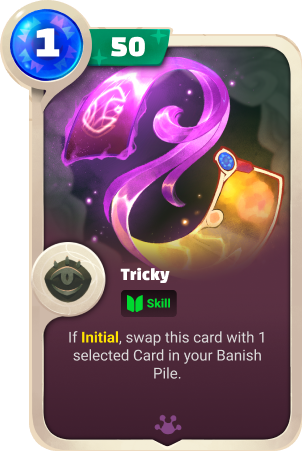 1
50
Tricky
Skill
If Initial, swap this card with 1
selected Card in your Banish
Pile.